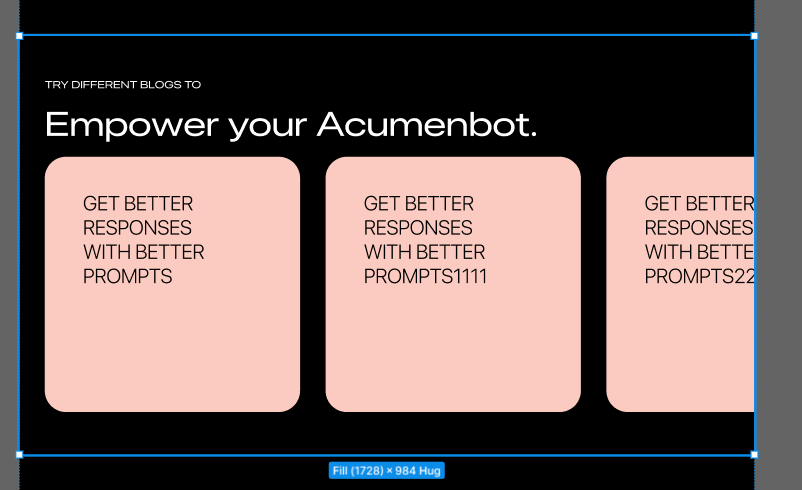 TRY DIFFERENT BLOGS TO
Empower your Acumenbot.
GET BETTER
RESPONSES
WITH BETTER
PROMPTS
GET BETTER
RESPONSES
WITH BETTER
PROMPTS1111
GET BETTER
RESPONSES
WITH BETTE
PROMPTS22
Fill (1728) × 984 Hug